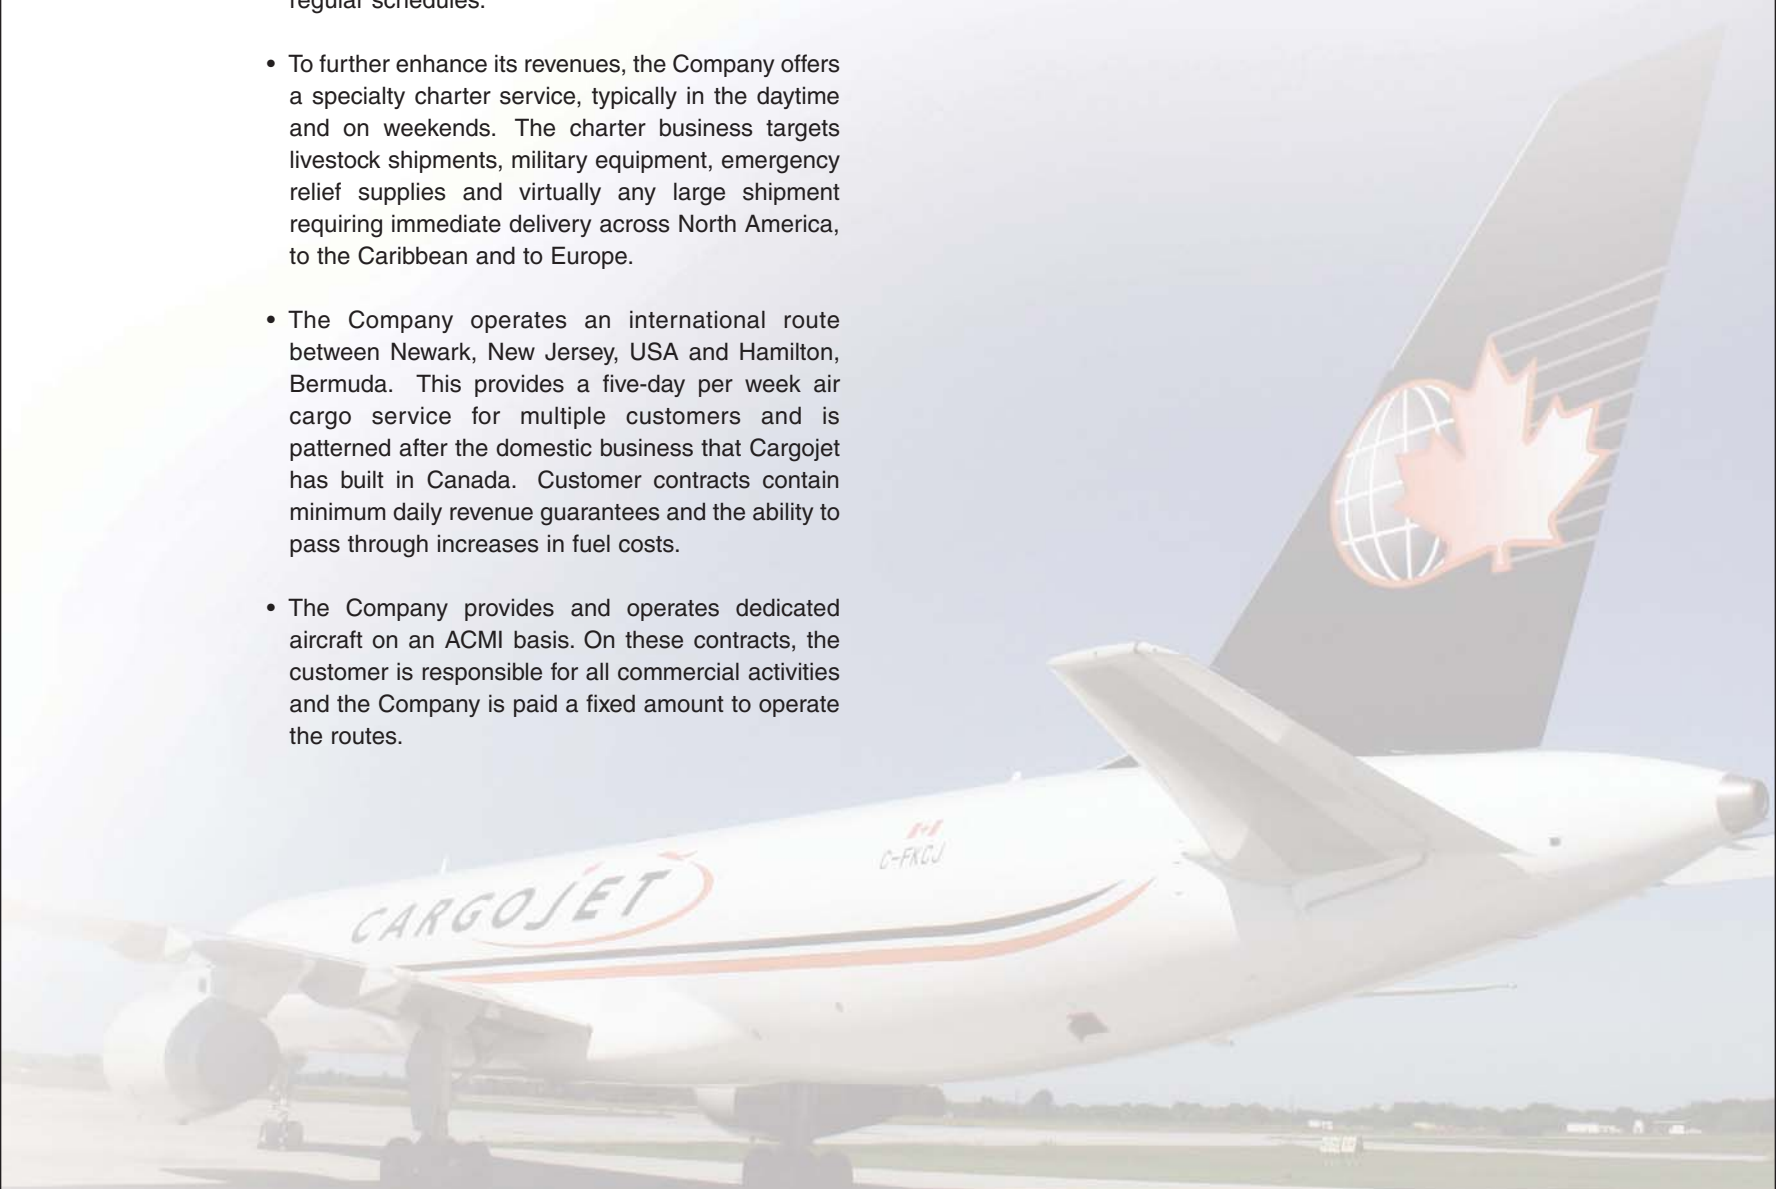 regular schedules.
• To further enhance its revenues, the Company offers
a specialty charter service, typically in the daytime
and on weekends. The charter business targets
livestock shipments, military equipment, emergency
relief supplies and virtually any large shipment
requiring immediate delivery across North America,
to the Caribbean and to Europe.
• The Company operates an international route
between Newark, New Jersey, USA and Hamilton,
Bermuda. This provides a five-day per week air
cargo service for multiple customers and is
patterned after the domestic business that Cargojet
has built in Canada. Customer contracts contain
minimum daily revenue guarantees and the ability to
pass through increases in fuel costs.
• The Company provides and operates dedicated
aircraft on an ACMI basis. On these contracts, the
customer is responsible for all commercial activities
and the Company is paid a fixed amount to operate
the routes.
C-FKCJ
CARGOJET